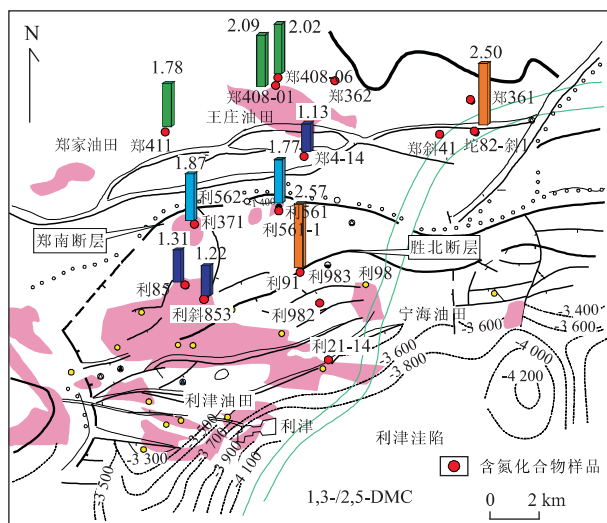 N
2.09
2.02
2.50
1.78
郑408-06
郑408-01
郑362
郑361
王庄油田
1.13
郑家油田
郑411
郑斜41
坨82-斜1
1.77
郑4-14
1.87
利562
2.57
利561
利371
利561-1
郑南断层
胜北断层
1.31
1.22
利85
利91
利983
利98
利斜853
利982
宁海油田
-3 400
-3 600
-3 600
利21-14
-3 600
-3 800
-4 000
-4 200
利津油田
利津
-3 700
-3 900
-4 100
-3 300
-3 500
利津洼陷
含氮化合物样品
1,3-/2,5-DMC
0 2 km